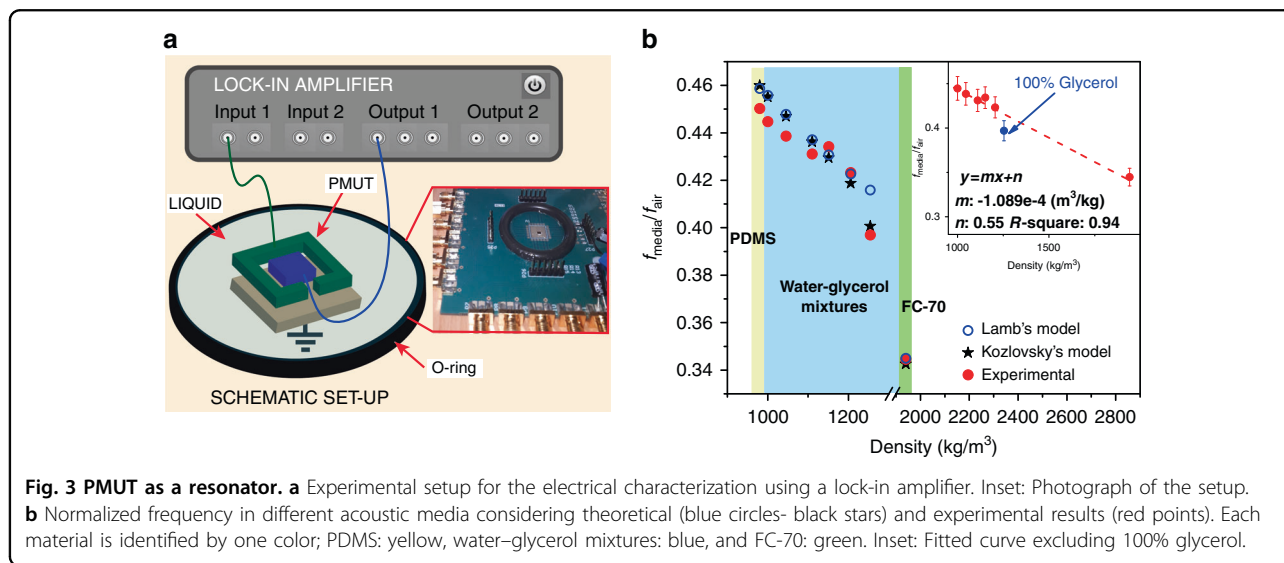 a
LOCK-IN AMPLIFIER
Input 1 Input 2 Output 1 Output 2
PMUT
LIQUID
O-ring
SCHEMATIC SET-UP
b
f_media/f_air
0.46
0.44
0.42
0.40
0.38
0.36
0.34
PDMS
Water-glycerol
mixtures
FC-70
100% Glycerol
f_media/f_air
0.4
0.3
y=mx+n
m: -1.089e-4 (m³/kg)
n: 0.55 R-square: 0.94
1000 1500
Density (kg/m³)
Lamb's model
Kozlovsky's model
Experimental
1000 1200 2000 2200 2400 2600 2800
Density (kg/m³)
Fig. 3 PMUT as a resonator. a Experimental setup for the electrical characterization using a lock-in amplifier. Inset: Photograph of the setup.
b Normalized frequency in different acoustic media considering theoretical (blue circles- black stars) and experimental results (red points). Each
material is identified by one color; PDMS: yellow, water–glycerol mixtures: blue, and FC-70: green. Inset: Fitted curve excluding 100% glycerol.